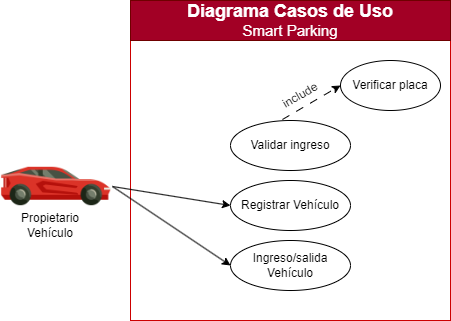 Diagrama Casos de Uso
Smart Parking
include
Verificar placa
Validar ingreso
Registrar Vehículo
Propietario
Vehículo
Ingreso/salida
Vehículo